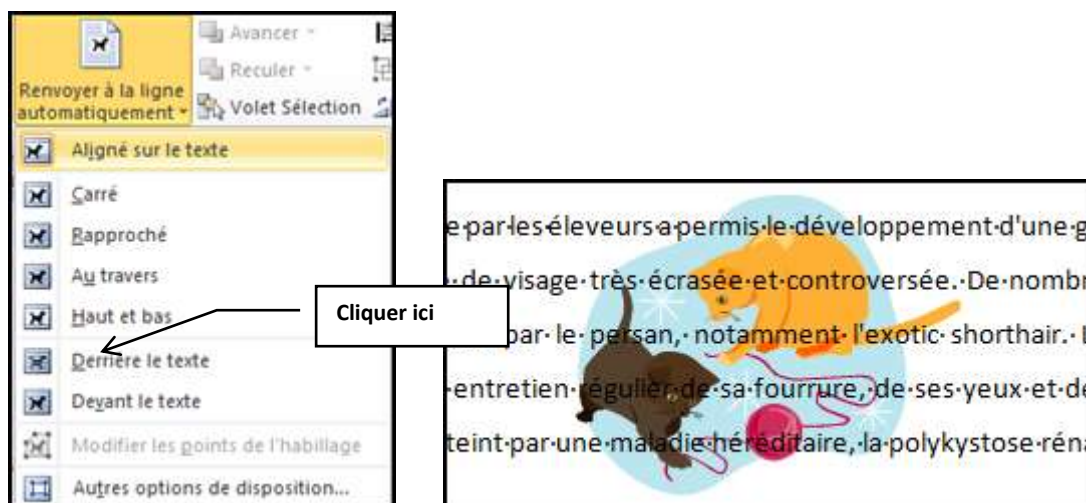 Avancer
Reculer
Renvoyer à la ligne
automatiquement
Volet Sélection
Aligné sur le texte
Carré
Rapproché
Au travers
Haut et bas
Derrière le texte
Devant le texte
Modifier les points de l'habillage
Autres options de disposition...
Cliquer ici
e·par·les·éleveurs·a·permis·le·développement·d'une·g
·de·visage·très·écrasée·et·controversée.·De·nombr
par·le·persan,·notamment·l'exotic·shorthair.·
·entretien·régulier·de·sa·fourrure,·de·ses·yeux·et·de
teint·par·une·maladie·héréditaire,·la·polykystose·réna